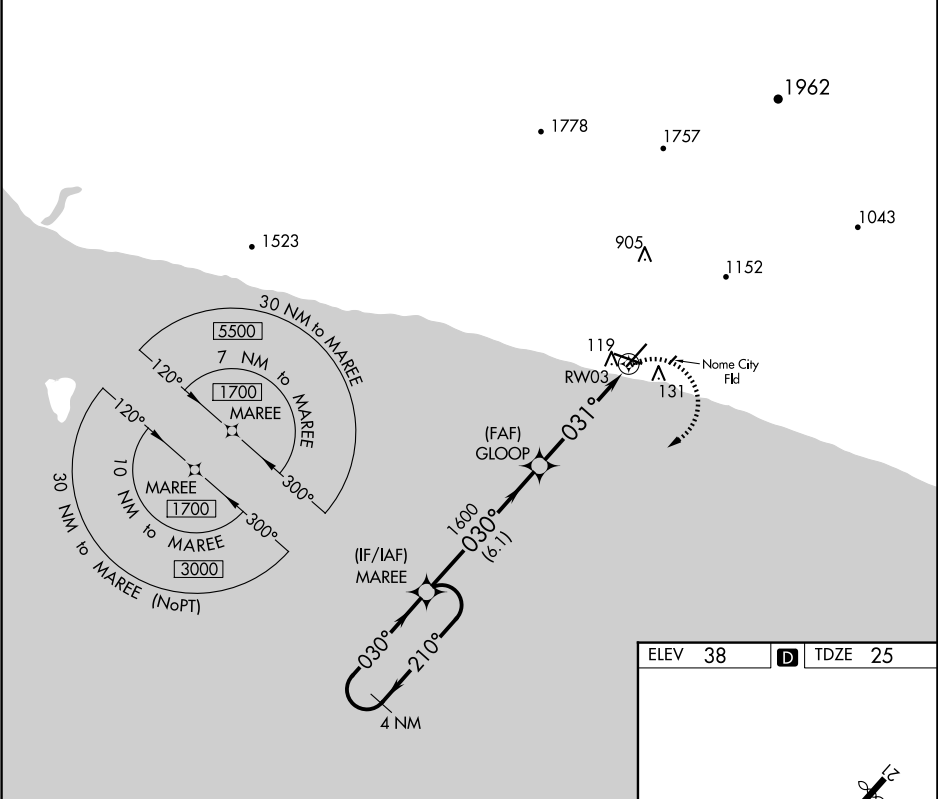 1962
1778
1757
1043
1523
905
1152
30 NM to MAREE
5500
7 NM to MAREE
120°
1700
MAREE
300°
119
RW03
131
Nome City
Fld
031°
(FAF)
GLOOP
120°
MAREE
1700
10 NM to MAREE
300°
3000
30 NM to MAREE (NoPT)
1600
030°
(6.1)
(IF/IAF)
MAREE
030°
210°
4 NM
ELEV 38
D
TDZE 25
21